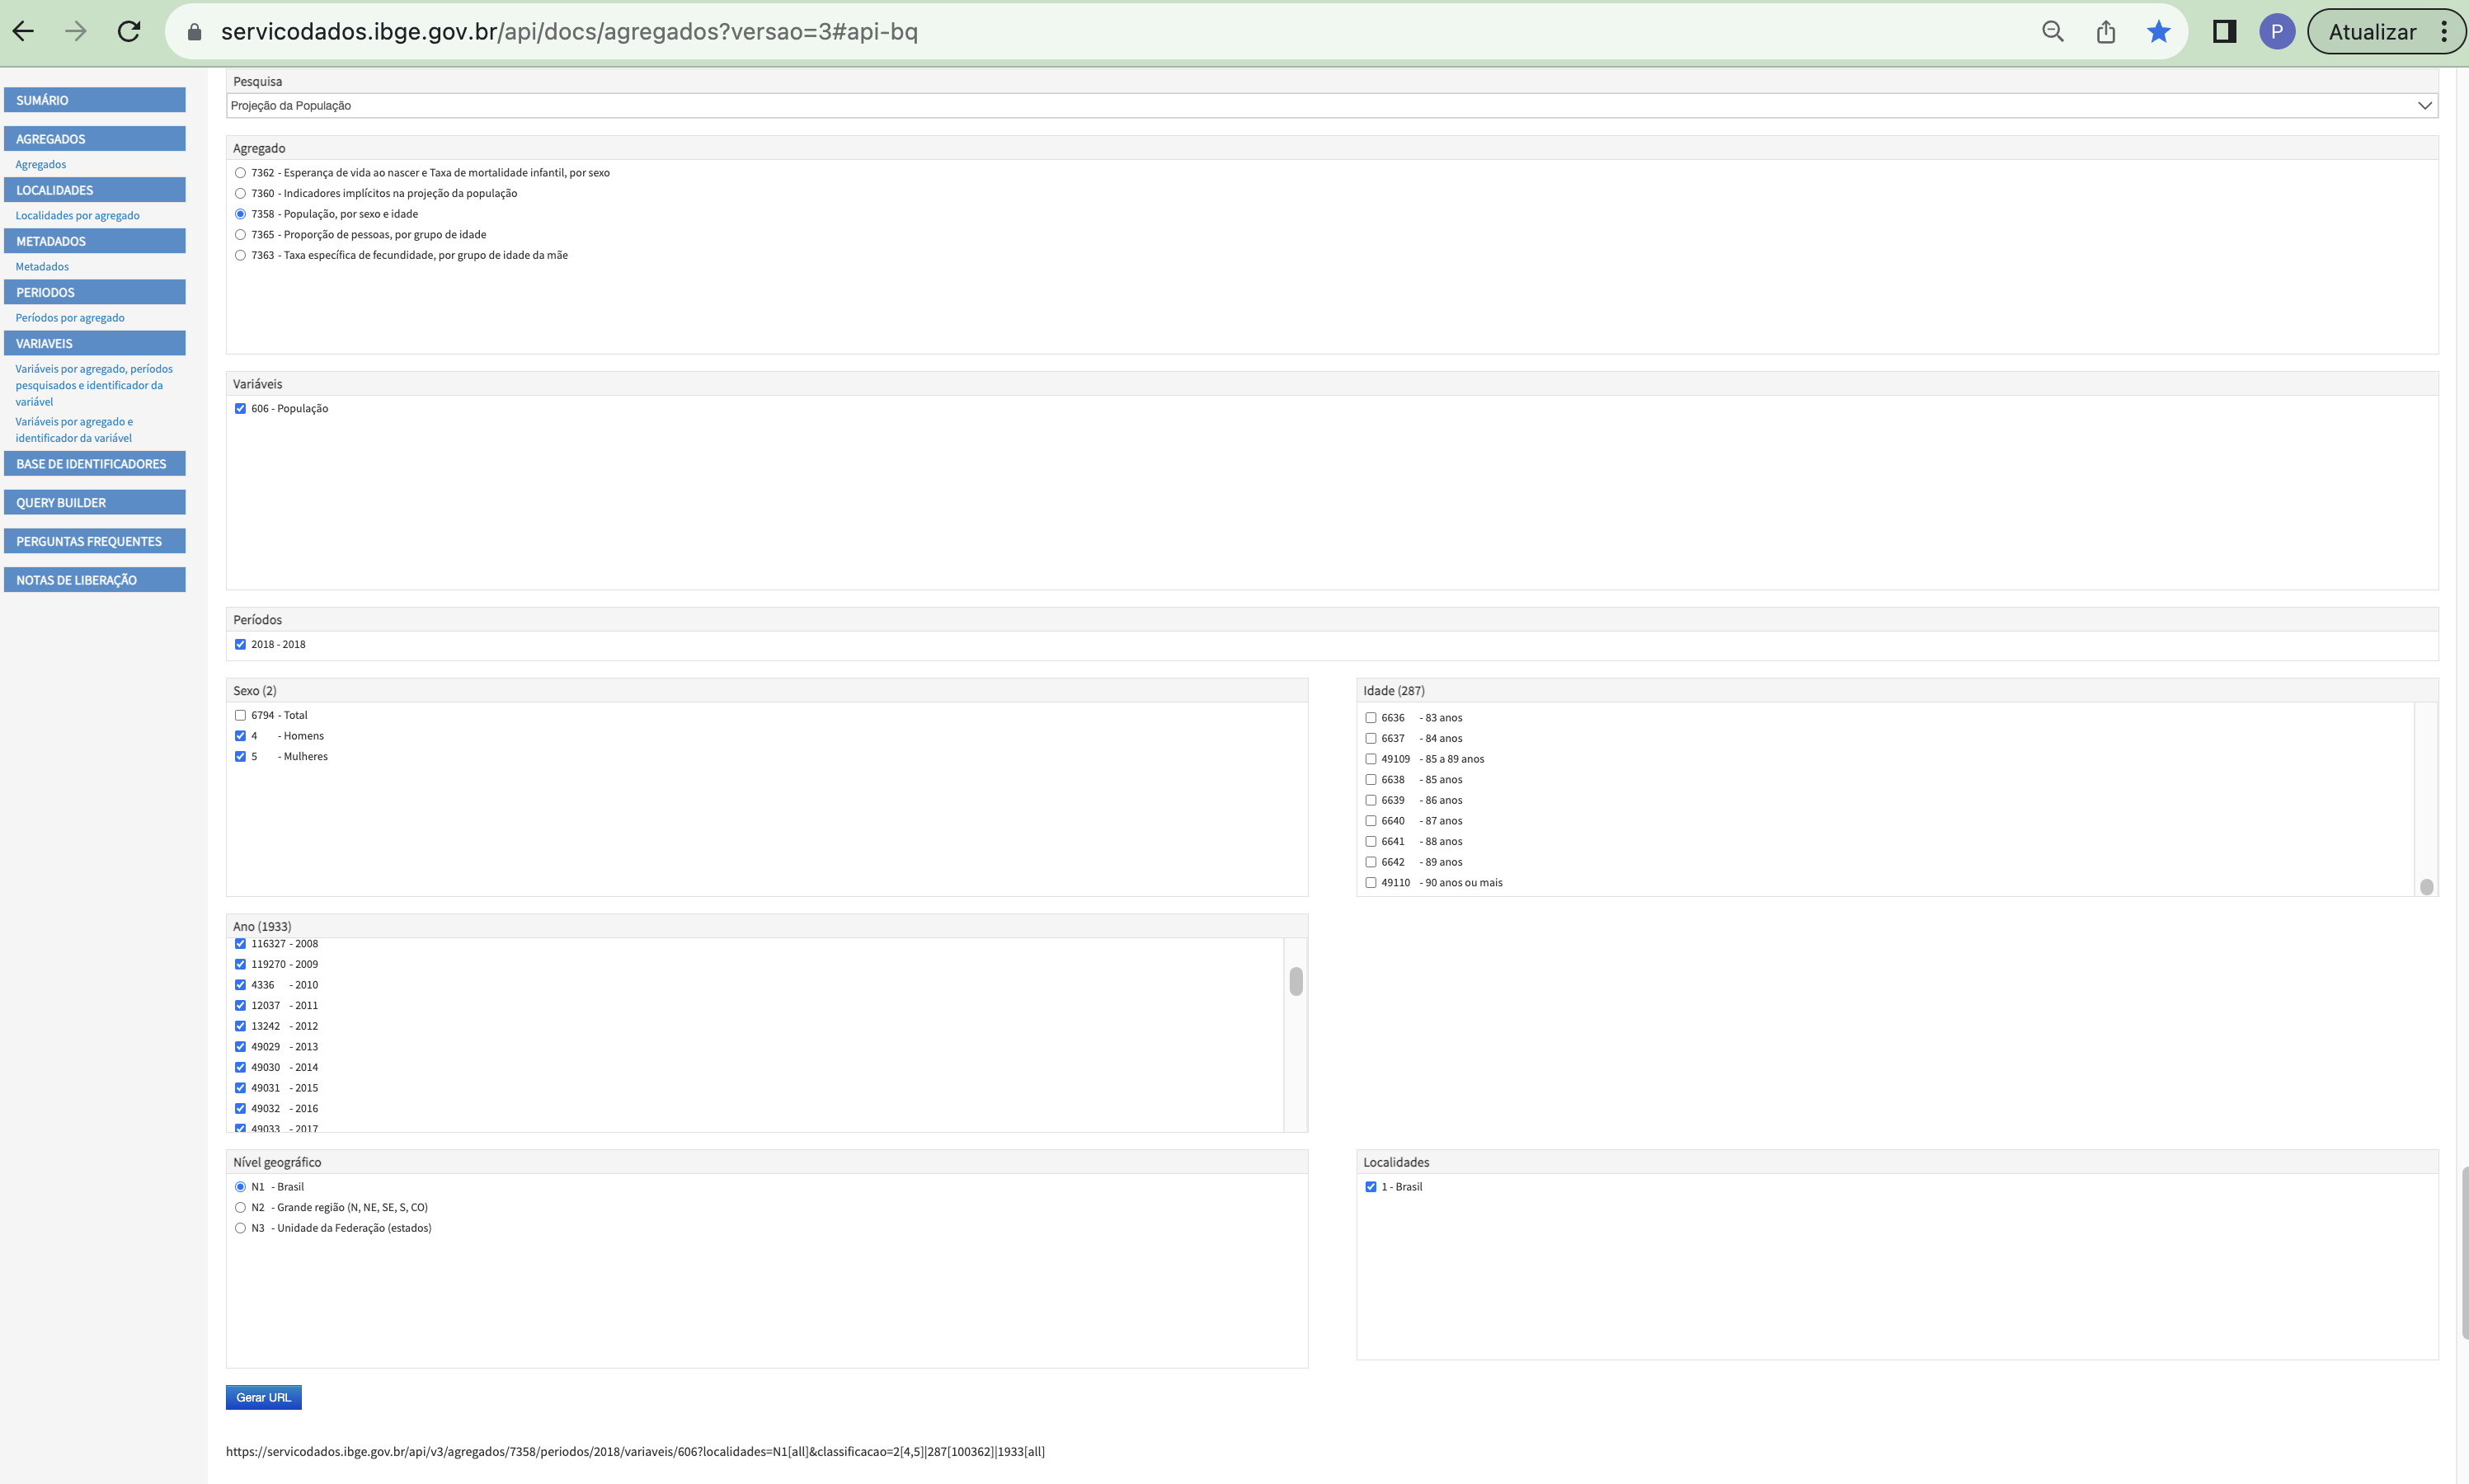 servicodados.ibge.gov.br/api/docs/agregados?versao=3#api-bq
P
Atualizar
SUMÁRIO
AGREGADOS
Agregados
LOCALIDADES
Localidades por agregado
METADADOS
Metadados
PERIODOS
Períodos por agregado
VARIAVEIS
Variáveis por agregado, períodos
pesquisados e identificador da
variável
Variáveis por agregado e
identificador da variável
BASE DE IDENTIFICADORES
QUERY BUILDER
PERGUNTAS FREQUENTES
NOTAS DE LIBERAÇÃO
Pesquisa
Projeção da População
Agregado
7362 - Esperança de vida ao nascer e Taxa de mortalidade infantil, por sexo
7360 - Indicadores implícitos na projeção da população
7358 - População, por sexo e idade
7365 - Proporção de pessoas, por grupo de idade
7363 - Taxa específica de fecundidade, por grupo de idade da mãe
Variáveis
606 - População
Períodos
2018 - 2018
Sexo (2)
6794 - Total
4 - Homens
5 - Mulheres
Idade (287)
6636 - 83 anos
6637 - 84 anos
49109 - 85 a 89 anos
6638 - 85 anos
6639 - 86 anos
6640 - 87 anos
6641 - 88 anos
6642 - 89 anos
49110 - 90 anos ou mais
Ano (1933)
116327 - 2008
119270 - 2009
4336 - 2010
12037 - 2011
13242 - 2012
49029 - 2013
49030 - 2014
49031 - 2015
49032 - 2016
49033 - 2017
Nível geográfico
N1 - Brasil
N2 - Grande região (N, NE, SE, S, CO)
N3 - Unidade da Federação (estados)
Localidades
1 - Brasil
Gerar URL
https://servicodados.ibge.gov.br/api/v3/agregados/7358/periodos/2018/variaveis/606?localidades=N1[all]&classificacao=2[4,5]|287[100362]|1933[all]